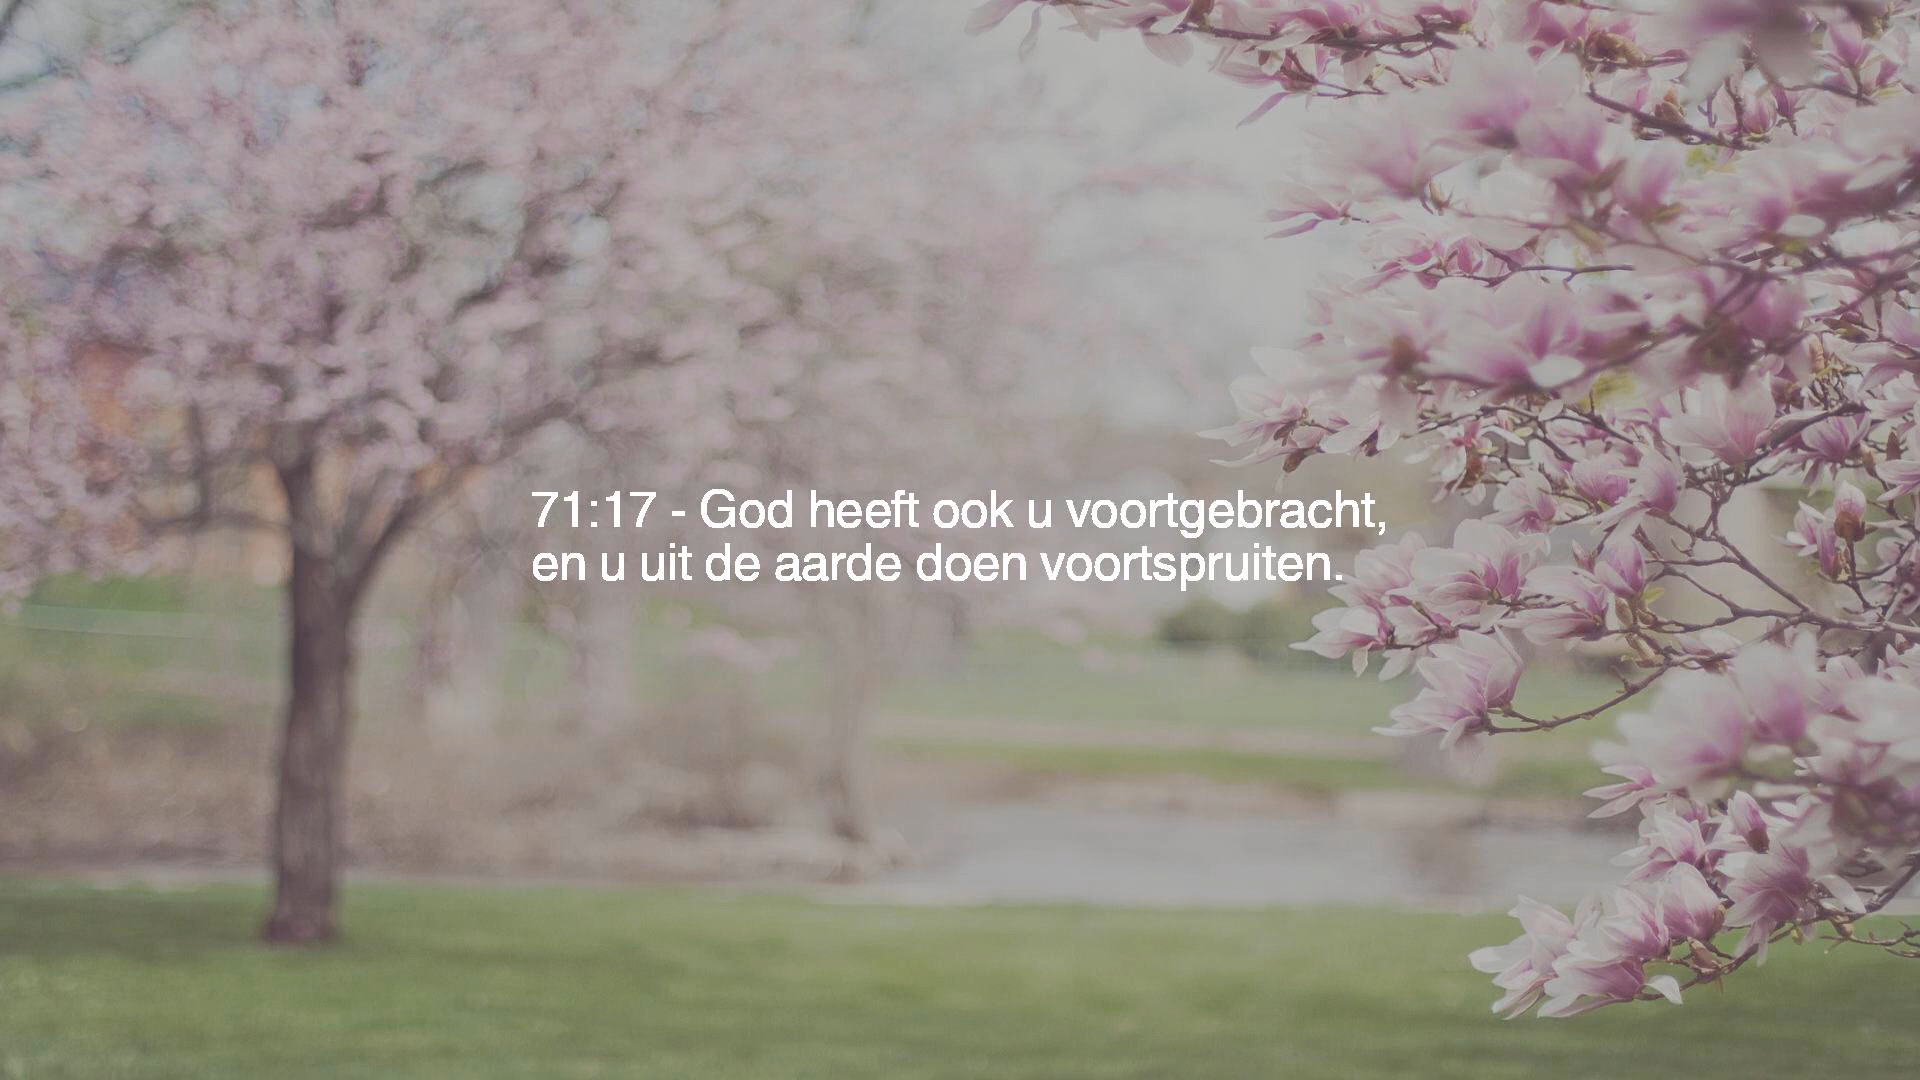 71:17 - God heeft ook u voortgebracht,
en u uit de aarde doen voortspruiten.